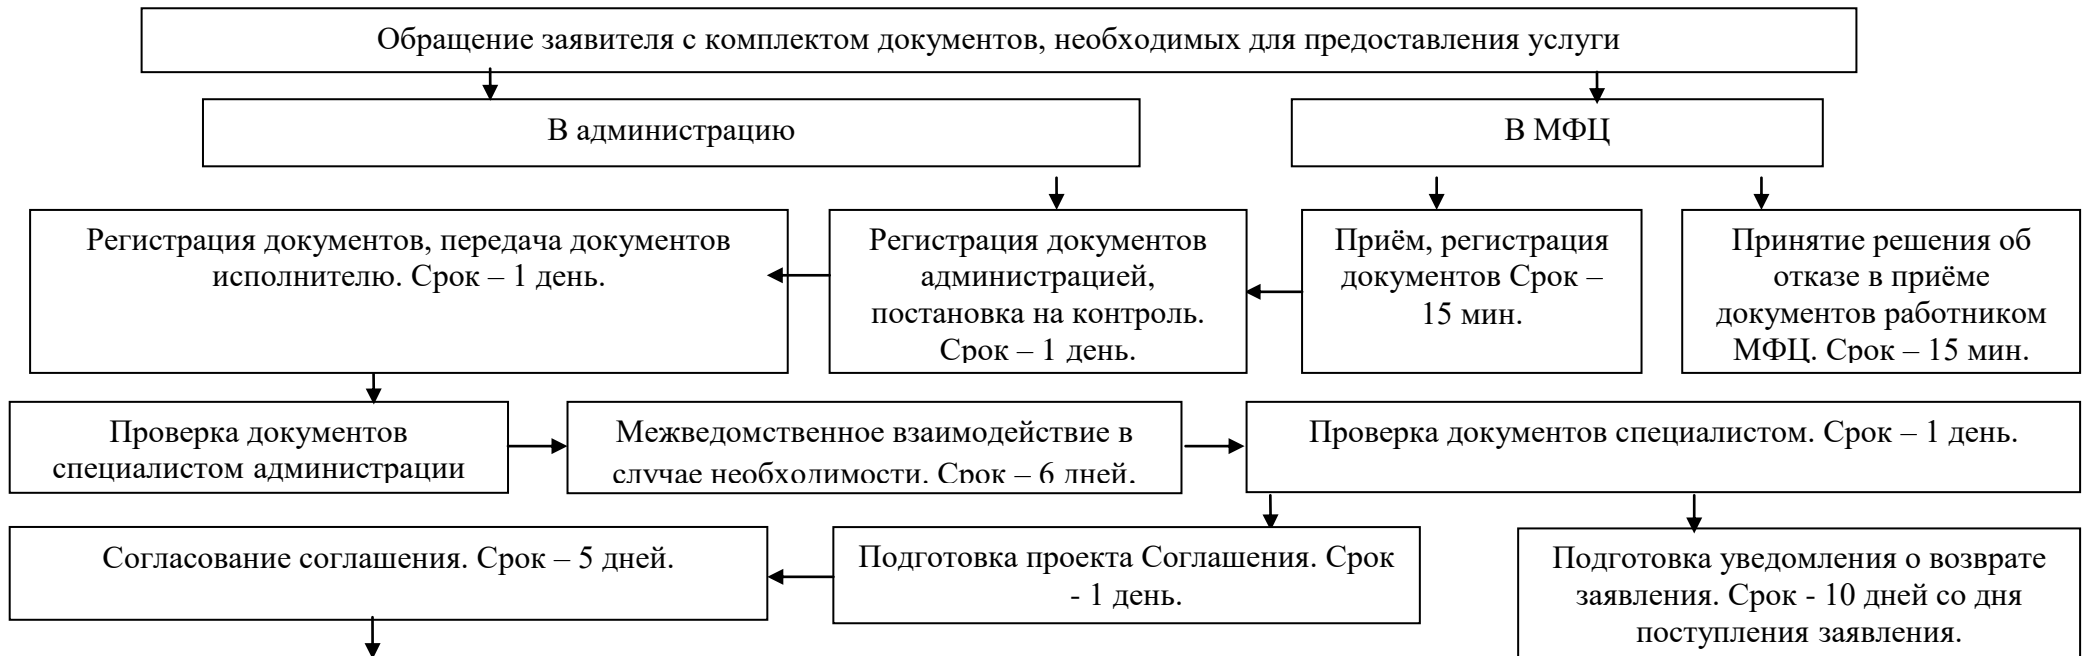 Обращение заявителя с комплектом документов, необходимых для предоставления услуги
В администрацию
В МФЦ
Регистрация документов, передача документов
исполнителю. Срок – 1 день.
Регистрация документов
администрацией,
постановка на контроль.
Срок – 1 день.
Приём, регистрация
документов Срок –
15 мин.
Принятие решения об
отказе в приёме
документов работником
МФЦ. Срок – 15 мин.
Проверка документов
специалистом администрации
Межведомственное взаимодействие в
случае необходимости. Срок – 6 дней.
Проверка документов специалистом. Срок – 1 день.
Согласование соглашения. Срок – 5 дней.
Подготовка проекта Соглашения. Срок
- 1 день.
Подготовка уведомления о возврате
заявления. Срок - 10 дней со дня
поступления заявления.